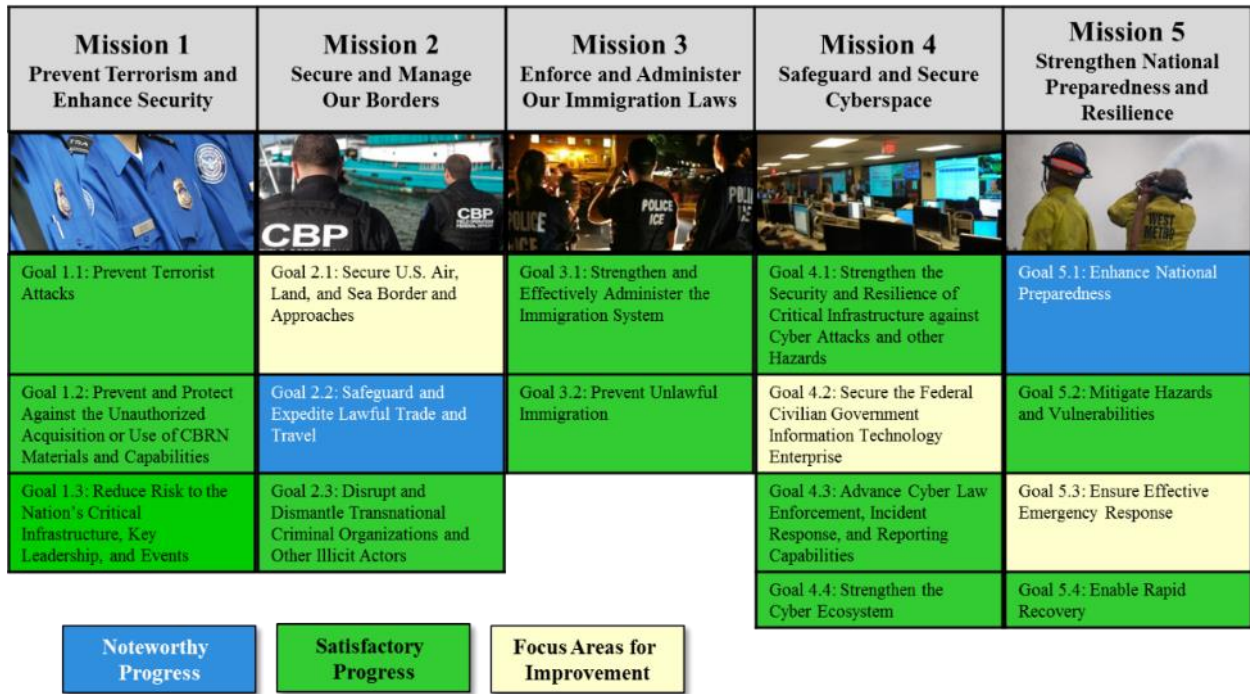 Mission 1
Prevent Terrorism and
Enhance Security
Mission 2
Secure and Manage
Our Borders
Mission 3
Enforce and Administer
Our Immigration Laws
Mission 4
Safeguard and Secure
Cyberspace
Mission 5
Strengthen National
Preparedness and
Resilience
CBP
CBP
POLICE
ICE
POLICE
ICE
POLICE
WEST
METRO
Goal 1.1: Prevent Terrorist
Attacks
Goal 2.1: Secure U.S. Air,
Land, and Sea Border and
Approaches
Goal 3.1: Strengthen and
Effectively Administer the
Immigration System
Goal 4.1: Strengthen the
Security and Resilience of
Critical Infrastructure against
Cyber Attacks and other
Hazards
Goal 5.1: Enhance National
Preparedness
Goal 1.2: Prevent and Protect
Against the Unauthorized
Acquisition or Use of CBRN
Materials and Capabilities
Goal 2.2: Safeguard and
Expedite Lawful Trade and
Travel
Goal 3.2: Prevent Unlawful
Immigration
Goal 4.2: Secure the Federal
Civilian Government
Information Technology
Enterprise
Goal 5.2: Mitigate Hazards
and Vulnerabilities
Goal 1.3: Reduce Risk to the
Nation's Critical
Infrastructure, Key
Leadership, and Events
Goal 2.3: Disrupt and
Dismantle Transnational
Criminal Organizations and
Other Illicit Actors
Goal 4.3: Advance Cyber Law
Enforcement, Incident
Response, and Reporting
Capabilities
Goal 5.3: Ensure Effective
Emergency Response
Goal 4.4: Strengthen the
Cyber Ecosystem
Goal 5.4: Enable Rapid
Recovery
Noteworthy
Progress
Satisfactory
Progress
Focus Areas for
Improvement